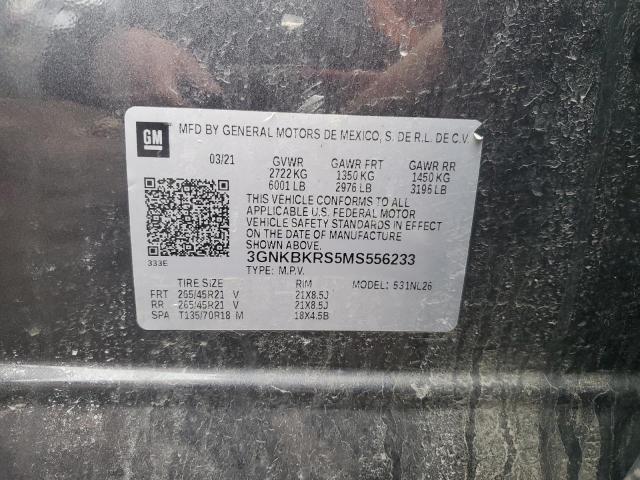 GM MFD BY GENERAL MOTORS DE MEXICO, S. DE R.L. DE C.V
03/21 GVWR GAWR FRT GAWR RR
2722 KG 1350 KG 1450 KG
6001 LB 2976 LB 3196 LB
THIS VEHICLE CONFORMS TO ALL
APPLICABLE U.S. FEDERAL MOTOR
VEHICLE SAFETY STANDARDS IN EFFECT
ON THE DATE OF MANUFACTURE
SHOWN ABOVE.
333E 3GNKBKRS5MS556233
TYPE: M.P.V.
TIRE SIZE RIM MODEL: 531NL26
FRT 265/45R21 V 21X8.5J
RR 265/45R21 V 21X8.5J
SPA T135/70R18 M 18X4.5B